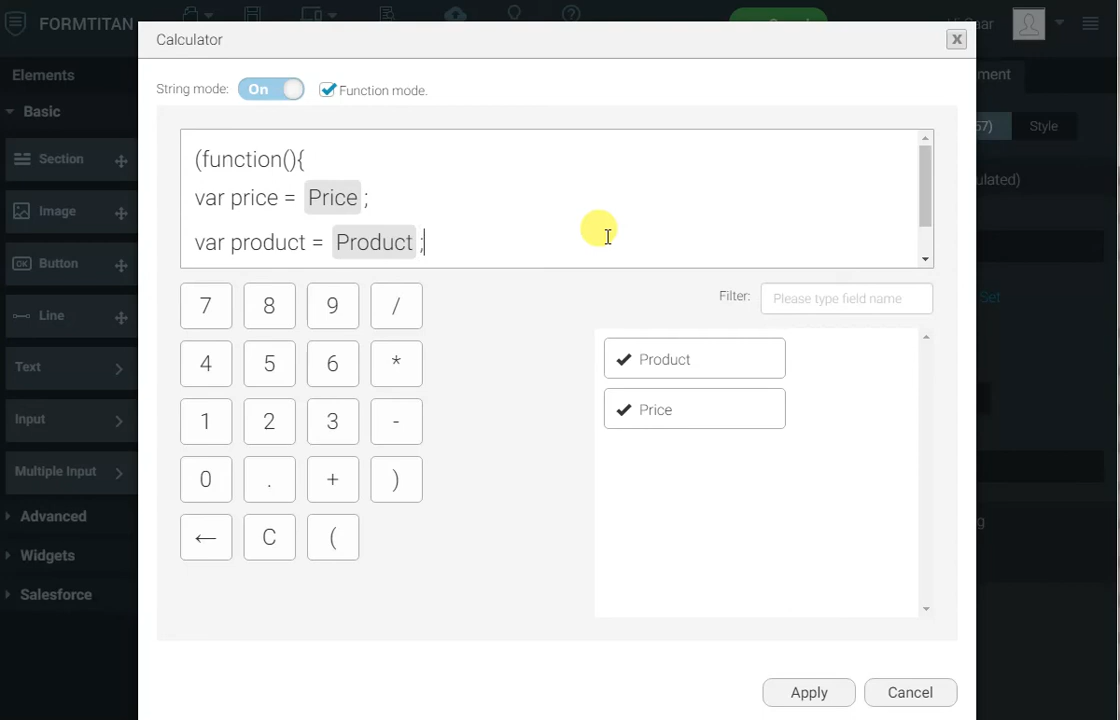 FORMTITAN
Calculator
X
String mode: On Function mode.
(function(){
var price = Price ;
var product = Product ;
7 8 9 /
4 5 6 *
1 2 3 -
0 . + )
← C (
Filter: Please type field name
Product
Price
Apply Cancel
Elements
Basic
Section
Image
OK Button
Line
Text
Input
Multiple Input
Advanced
Widgets
Salesforce
Style
Set